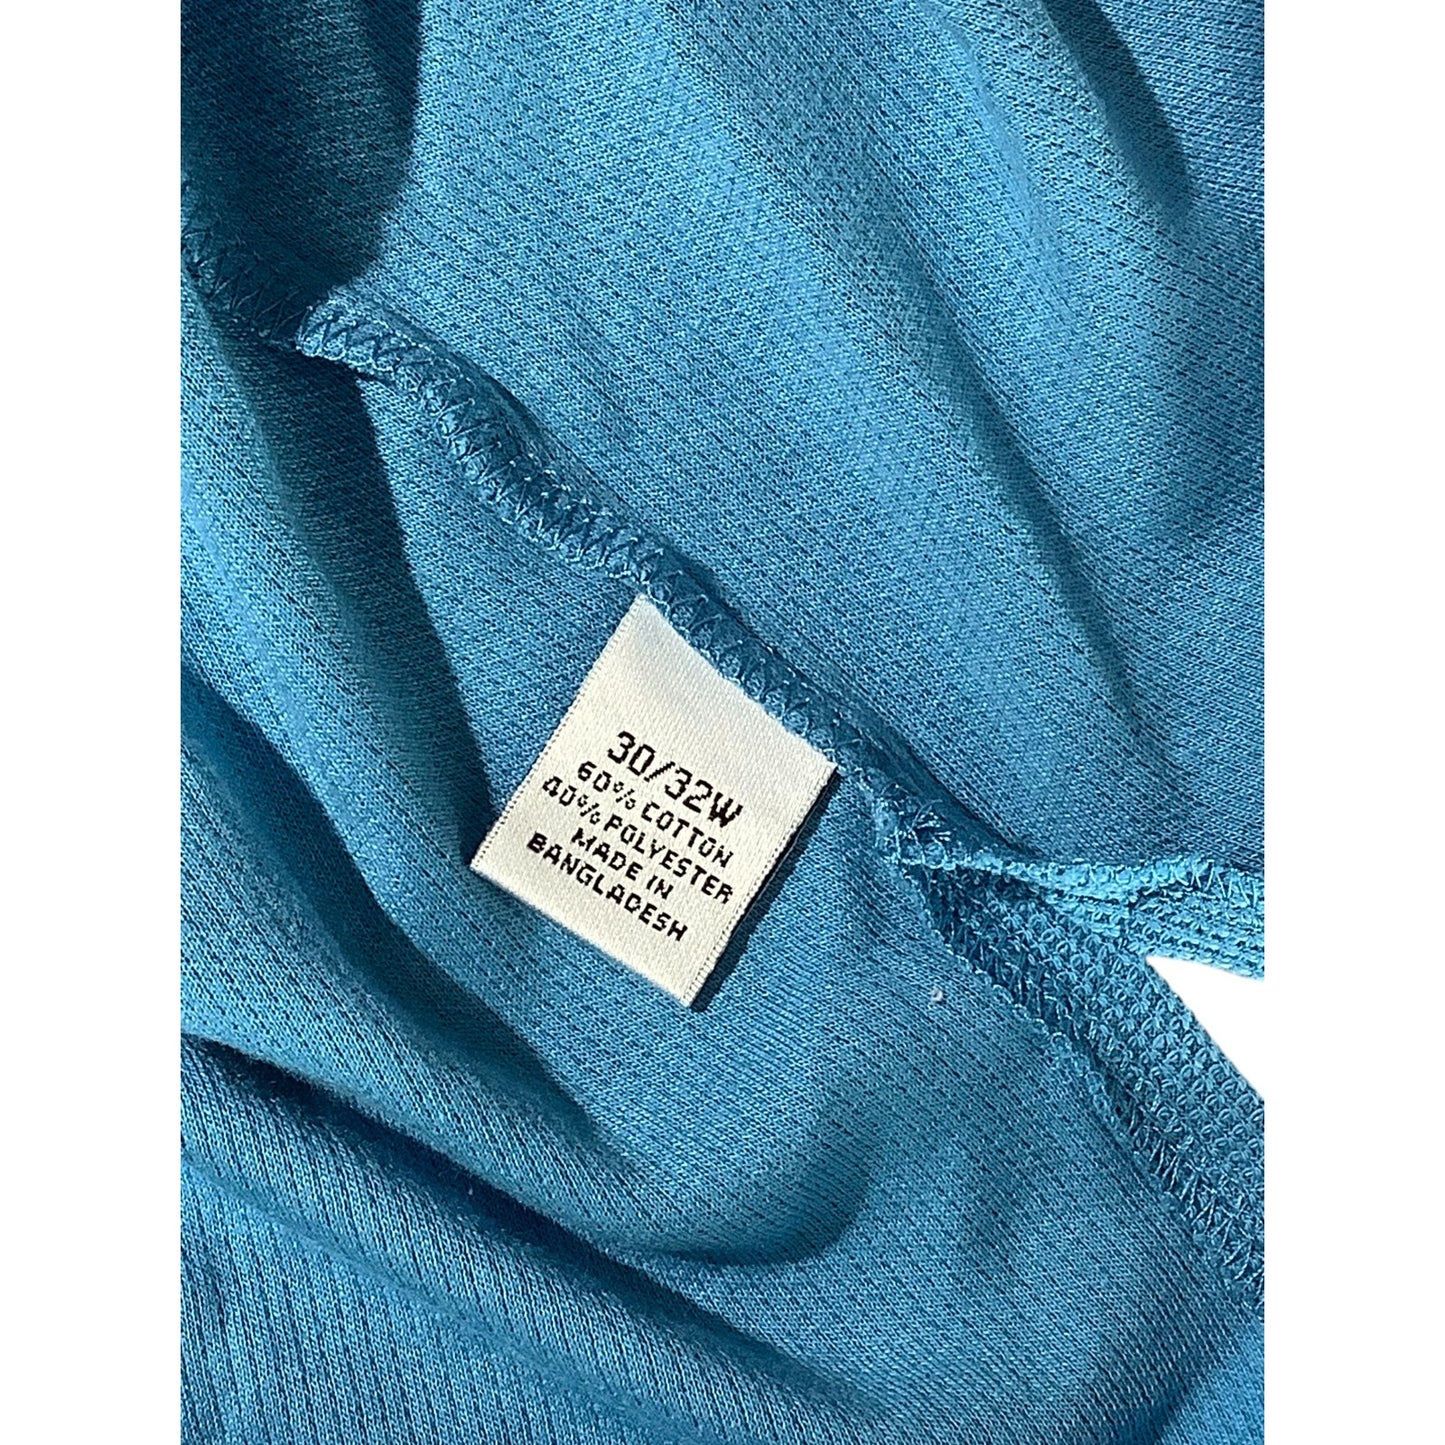 30/32W
60% COTTON
40% POLYESTER
MADE IN
BANGLADESH